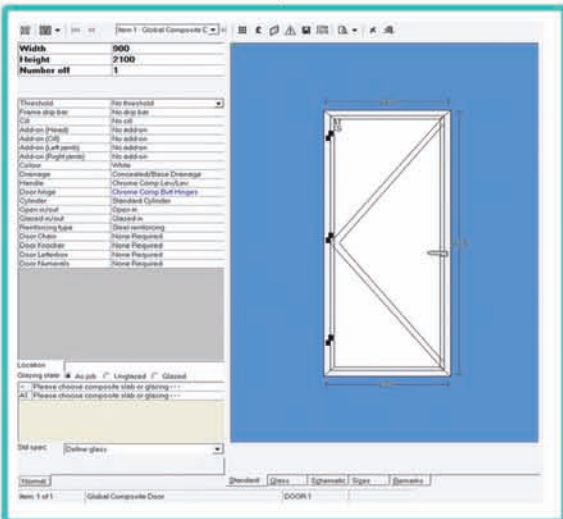 Item 1 : Global Composite C
£
Width 900
Height 2100
Number off 1
Threshold No threshold
Frame drip bar No drip bar
Cill No cill
Add-on (Head) No add-on
Add-on (Cill) No add-on
Add-on (Left jamb) No add-on
Add-on (Right jamb) No add-on
Colour White
Drainage Concealed/Base Drainage
Handle Chrome Comp Lev/Lev
Door hinge Chrome Comp Butt Hinges
Cylinder Standard Cylinder
Open in/out Open in
Glazed in/out Glazed in
Reinforcing type Steel reinforcing
Door Chain None Required
Door Knocker None Required
Door Letterbox None Required
Door Numerals None Required
M
S
Location
Glazing state As job Unglazed Glazed
Please choose composite slab or glazing - - -
A1 Please choose composite slab or glazing - - -
Std spec Define glass
Normal
Standard Glass Schematic Sizes Remarks
Item: 1 of 1 Global Composite Door DOOR 1